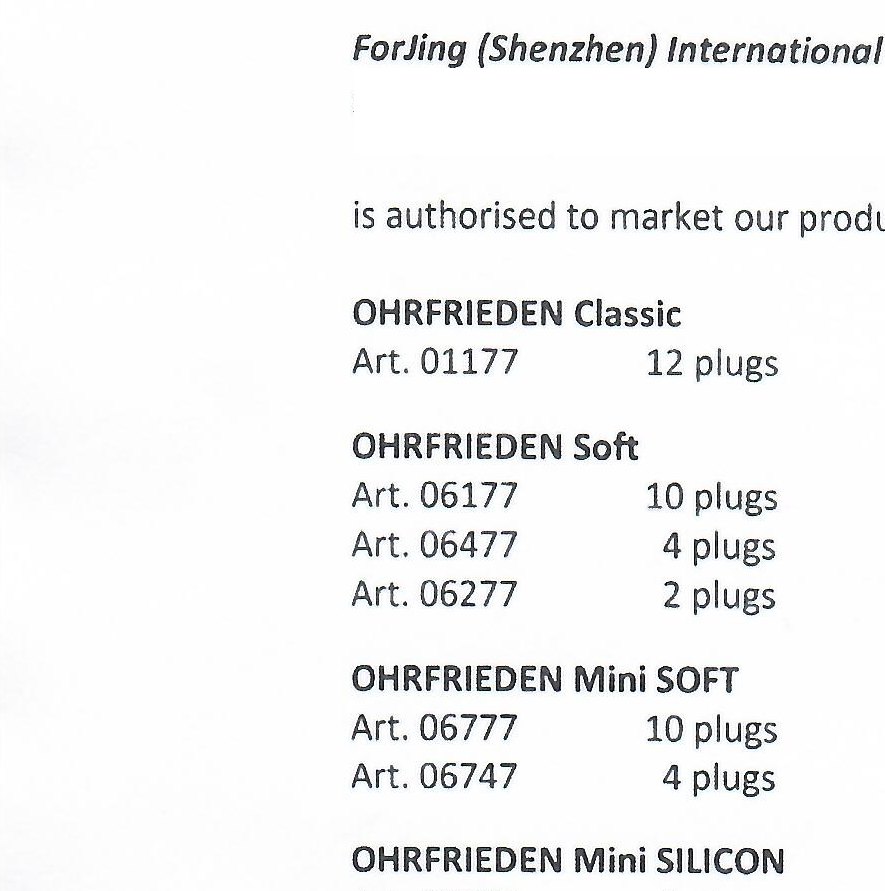 ForJing (Shenzhen) International
is authorised to market our produ
OHRFRIEDEN Classic
Art. 01177 12 plugs
OHRFRIEDEN Soft
Art. 06177 10 plugs
Art. 06477 4 plugs
Art. 06277 2 plugs
OHRFRIEDEN Mini SOFT
Art. 06777 10 plugs
Art. 06747 4 plugs
OHRFRIEDEN Mini SILICON